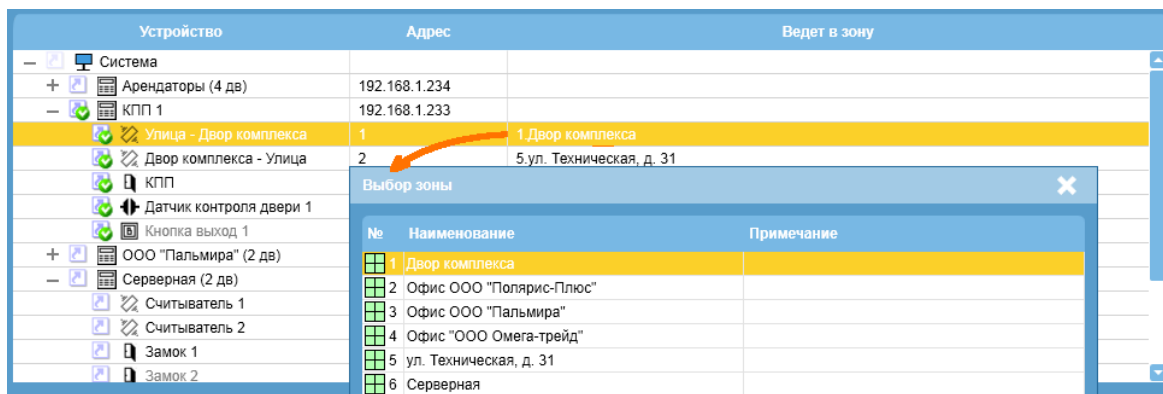 Устройство Адрес Ведет в зону
Система
Арендаторы (4 дв) 192.168.1.234
КПП 1 192.168.1.233
Улица - Двор комплекса 1 1.Двор комплекса
Двор комплекса - Улица 2 5.ул. Техническая, д. 31
КПП
Датчик контроля двери 1
Кнопка выход 1
ООО "Пальмира" (2 дв)
Серверная (2 дв)
Считыватель 1
Считыватель 2
Замок 1
Замок 2
Выбор зоны
№ Наименование Примечание
1 Двор комплекса
2 Офис ООО "Полярис-Плюс"
3 Офис ООО "Пальмира"
4 Офис "ООО Омега-трейд"
5 ул. Техническая, д. 31
6 Серверная